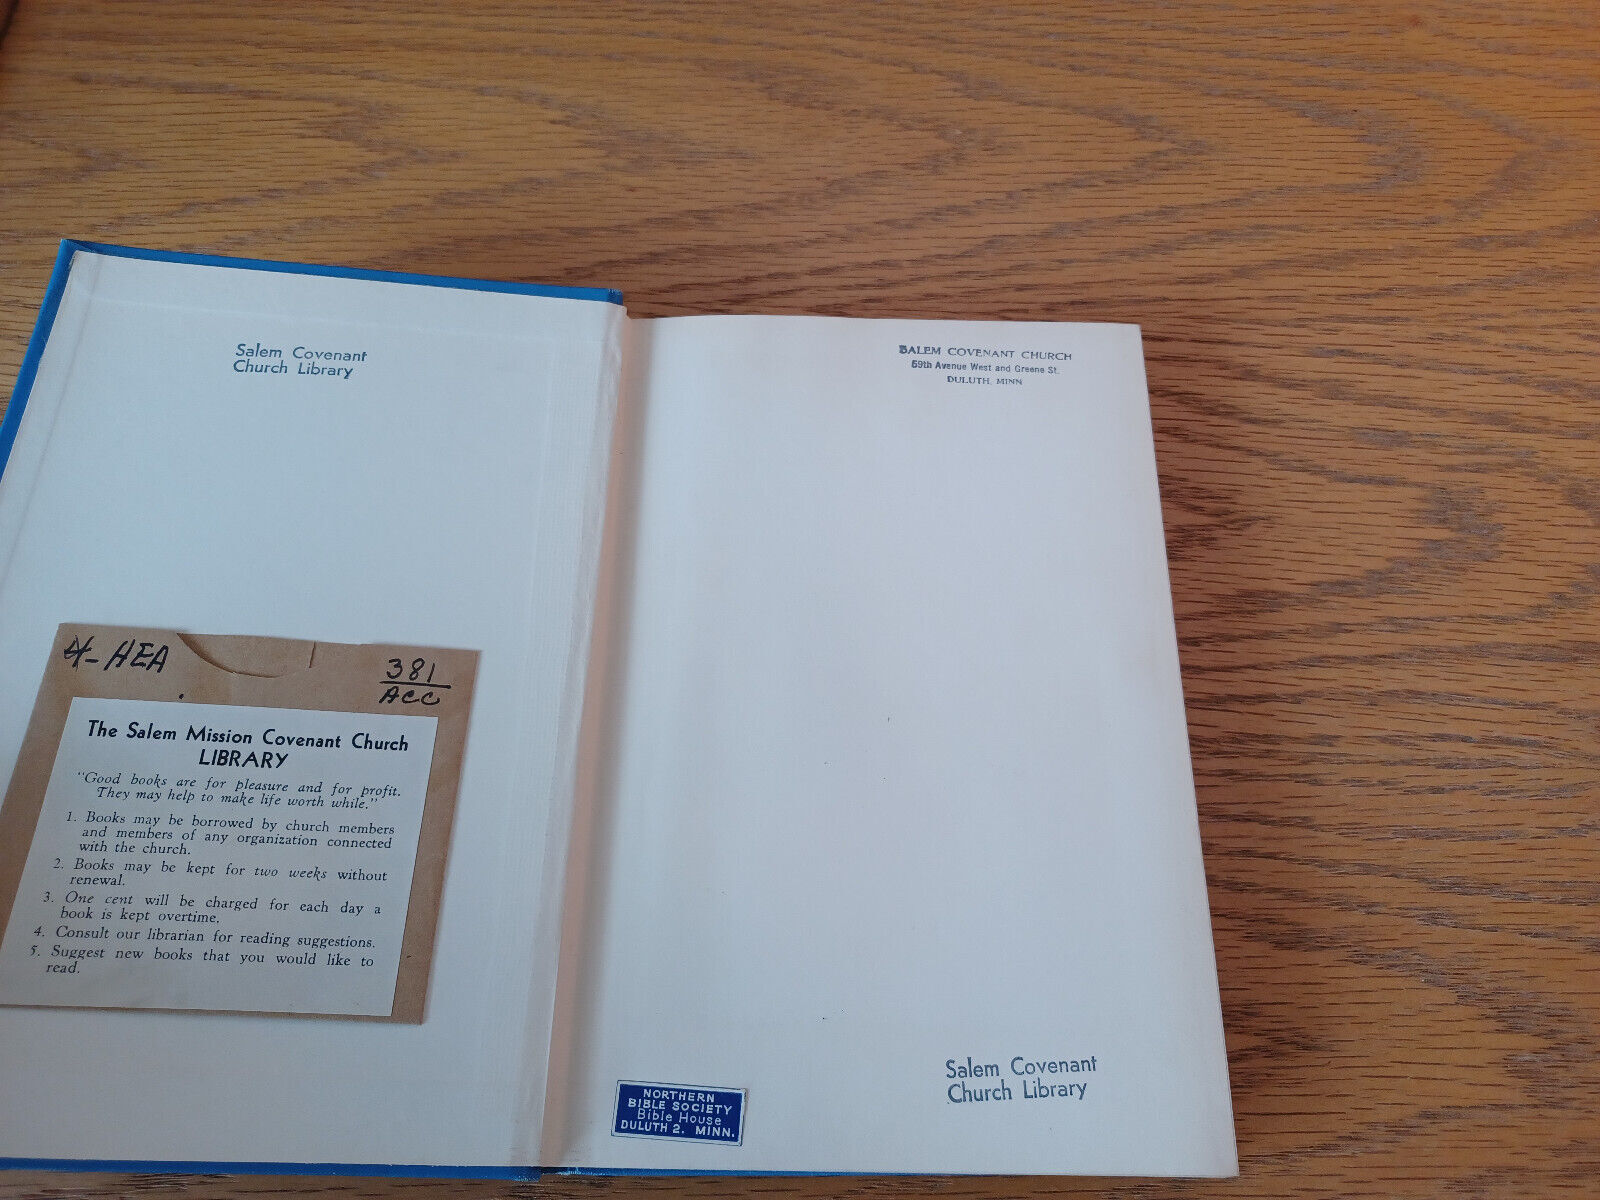 Salem Covenant
Church Library
4- HEA
381
ACC
The Salem Mission Covenant Church
LIBRARY
"Good books are for pleasure and for profit.
They may help to make life worth while."
1. Books may be borrowed by church members
and members of any organization connected
with the church.
2. Books may be kept for two weeks without
renewal.
3. One cent will be charged for each day a
book is kept overtime.
4. Consult our librarian for reading suggestions.
5. Suggest new books that you would like to
read.
SALEM COVENANT CHURCH
59th Avenue West and Greene St.
DULUTH, MINN
NORTHERN
BIBLE SOCIETY
Bible House
DULUTH 2. MINN.
Salem Covenant
Church Library